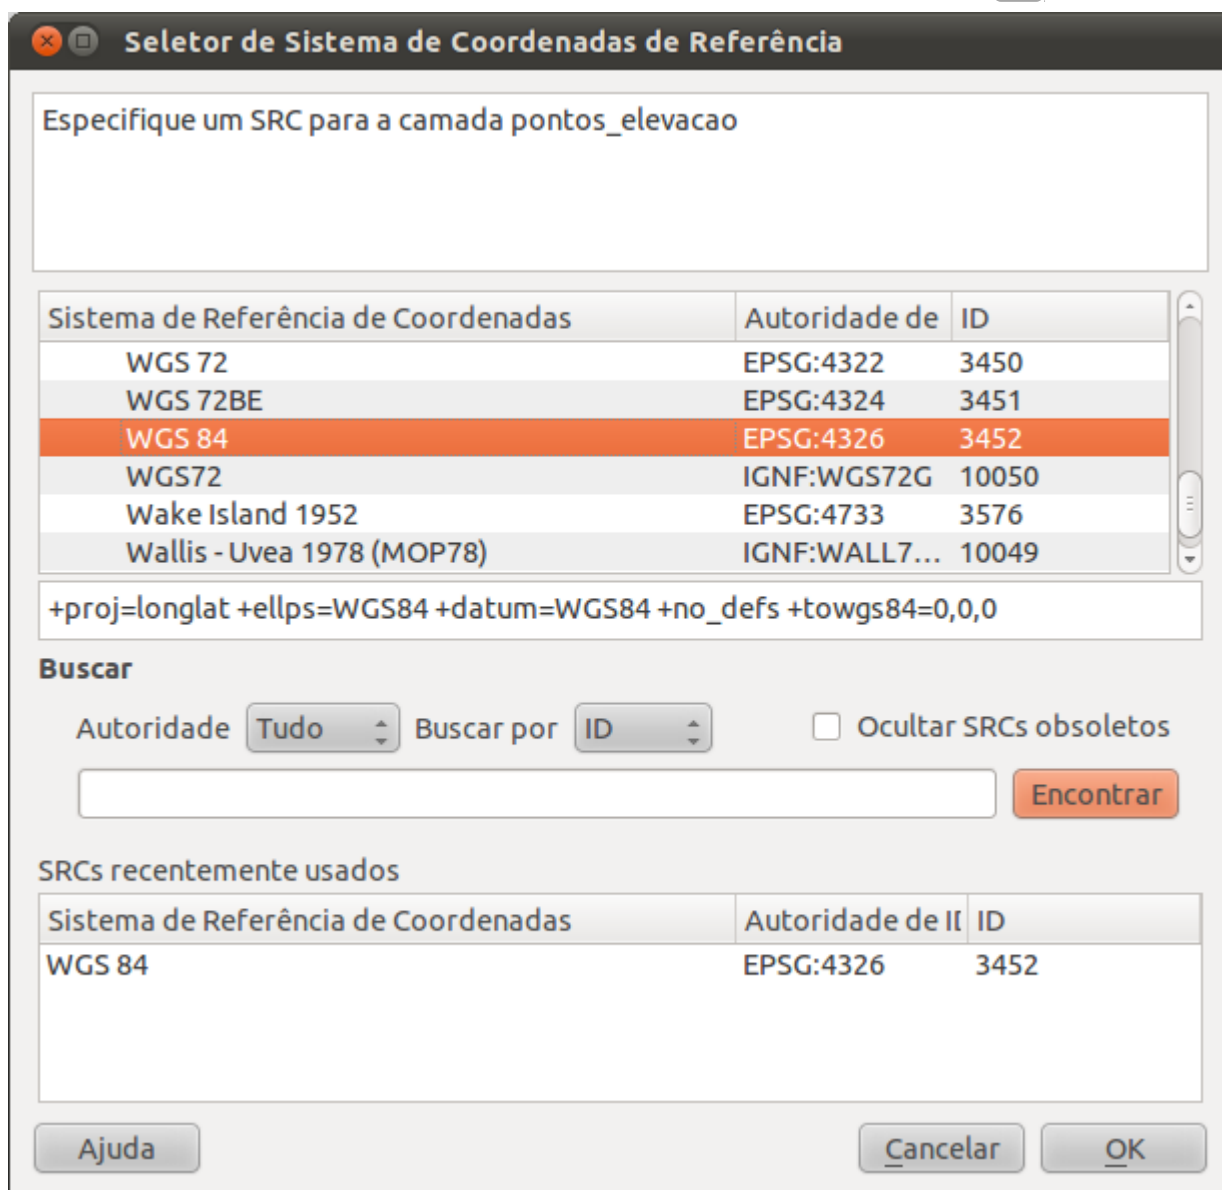 Seletor de Sistema de Coordenadas de Referência
Especifique um SRC para a camada pontos_elevacao
Sistema de Referência de Coordenadas Autoridade de ID
WGS 72 EPSG:4322 3450
WGS 72BE EPSG:4324 3451
WGS 84 EPSG:4326 3452
WGS72 IGNF:WGS72G 10050
Wake Island 1952 EPSG:4733 3576
Wallis - Uvea 1978 (MOP78) IGNF:WALL7... 10049
+proj=longlat +ellps=WGS84 +datum=WGS84 +no_defs +towgs84=0,0,0
Buscar
Autoridade Tudo Buscar por ID Ocultar SRCs obsoletos
Encontrar
SRCs recentemente usados
Sistema de Referência de Coordenadas Autoridade de ID ID
WGS 84 EPSG:4326 3452
Ajuda Cancelar OK